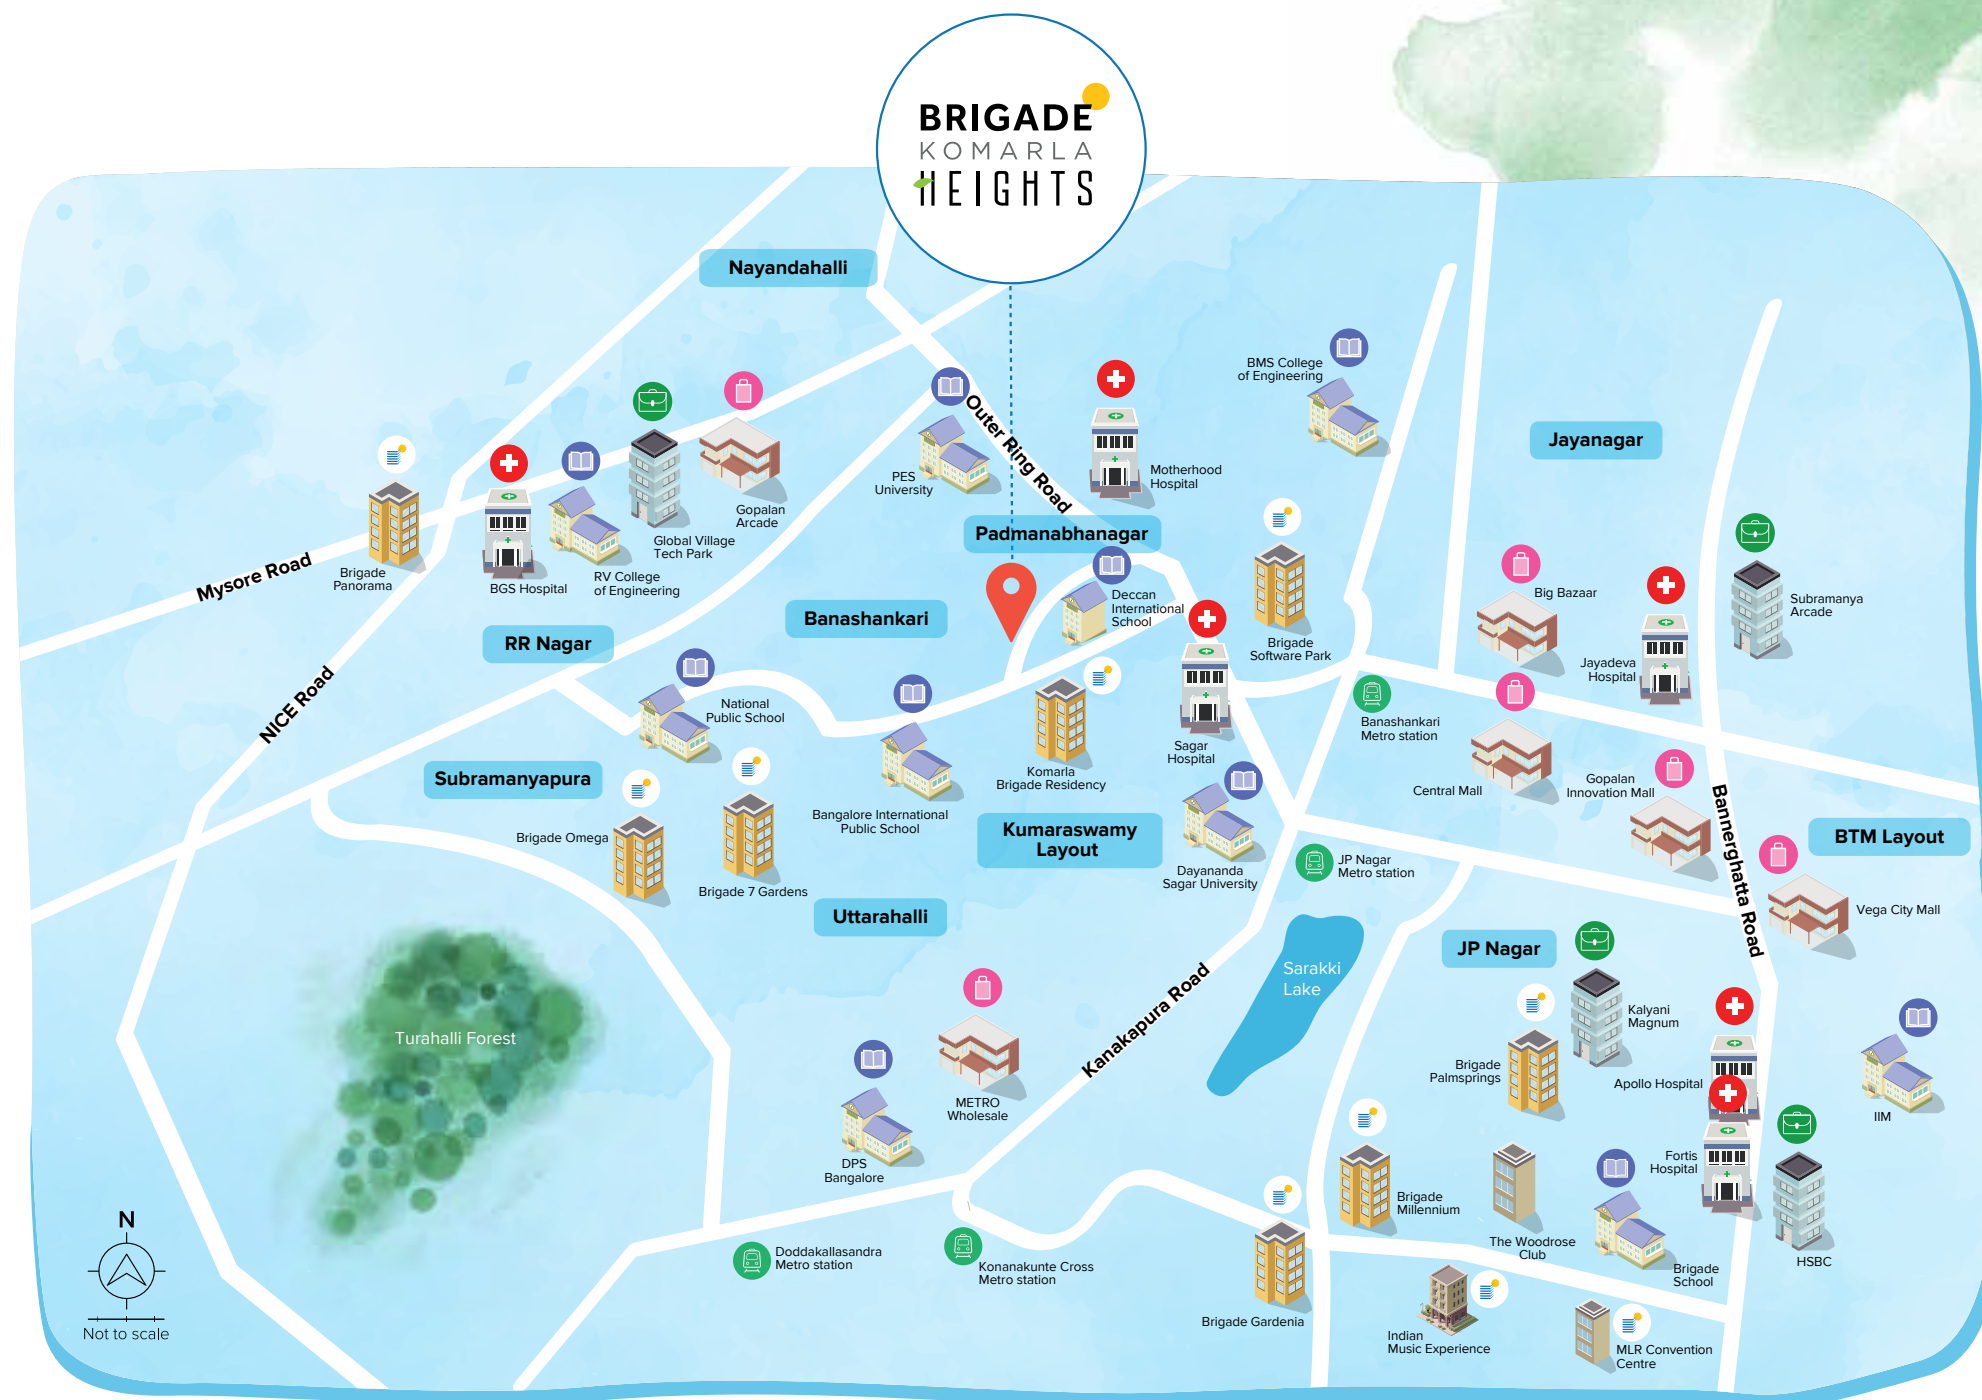 BRIGADE
KOMARLA
HEIGHTS
Nayandahalli
BMS College
of Engineering
Outer Ring Road
Jayanagar
PES
University
Motherhood
Hospital
Gopalan
Arcade
Global Village
Tech Park
Padmanabhanagar
Mysore Road
Brigade
Panorama
BGS Hospital
RV College
of Engineering
Deccan
International
School
Big Bazaar
Subramanya
Arcade
Banashankari
RR Nagar
Brigade
Software Park
Jayadeva
Hospital
NICE Road
National
Public School
Banashankari
Metro station
Sagar
Hospital
Subramanyapura
Komarla
Brigade Residency
Central Mall
Gopalan
Innovation Mall
Bannerghatta Road
Bangalore International
Public School
Kumaraswamy
Layout
BTM Layout
Brigade Omega
Brigade 7 Gardens
Dayananda
Sagar University
JP Nagar
Metro station
Uttarahalli
Vega City Mall
JP Nagar
Sarakki
Lake
Kanakapura Road
Turahalli Forest
Kalyani
Magnum
Brigade
Palmsprings
Apollo Hospital
METRO
Wholesale
IIM
DPS
Bangalore
Fortis
Hospital
Brigade
Millennium
The Woodrose
Club
N
Doddakallasandra
Metro station
Konanakunte Cross
Metro station
Brigade
School
HSBC
Brigade Gardenia
Not to scale
Indian
Music Experience
MLR Convention
Centre